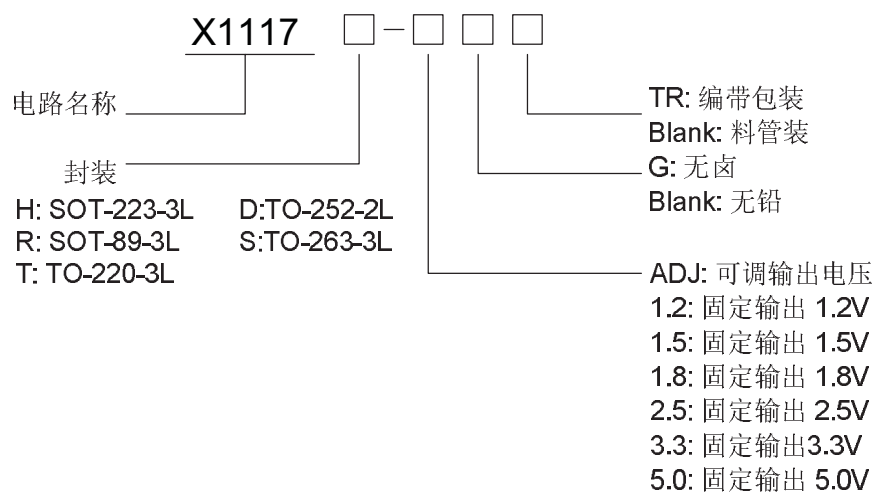 X1117 □-□□□
电路名称
封装
H: SOT-223-3L D:TO-252-2L
R: SOT-89-3L S:TO-263-3L
T: TO-220-3L
TR: 编带包装
Blank: 料管装
G: 无卤
Blank: 无铅
ADJ: 可调输出电压
1.2: 固定输出 1.2V
1.5: 固定输出 1.5V
1.8: 固定输出 1.8V
2.5: 固定输出 2.5V
3.3: 固定输出3.3V
5.0: 固定输出 5.0V